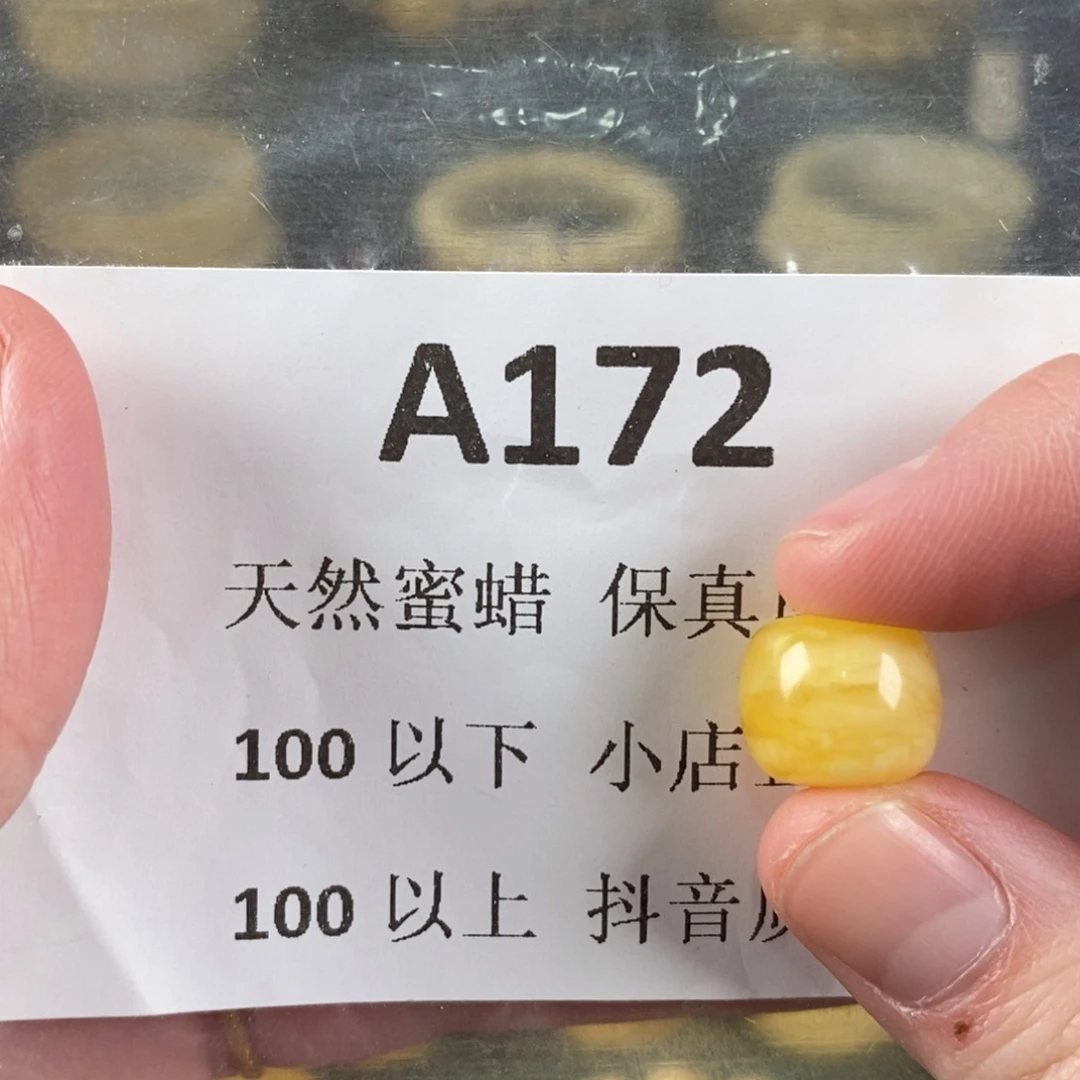 A172
天然蜜蜡 保真
100 以下 小店
100 以上 抖音